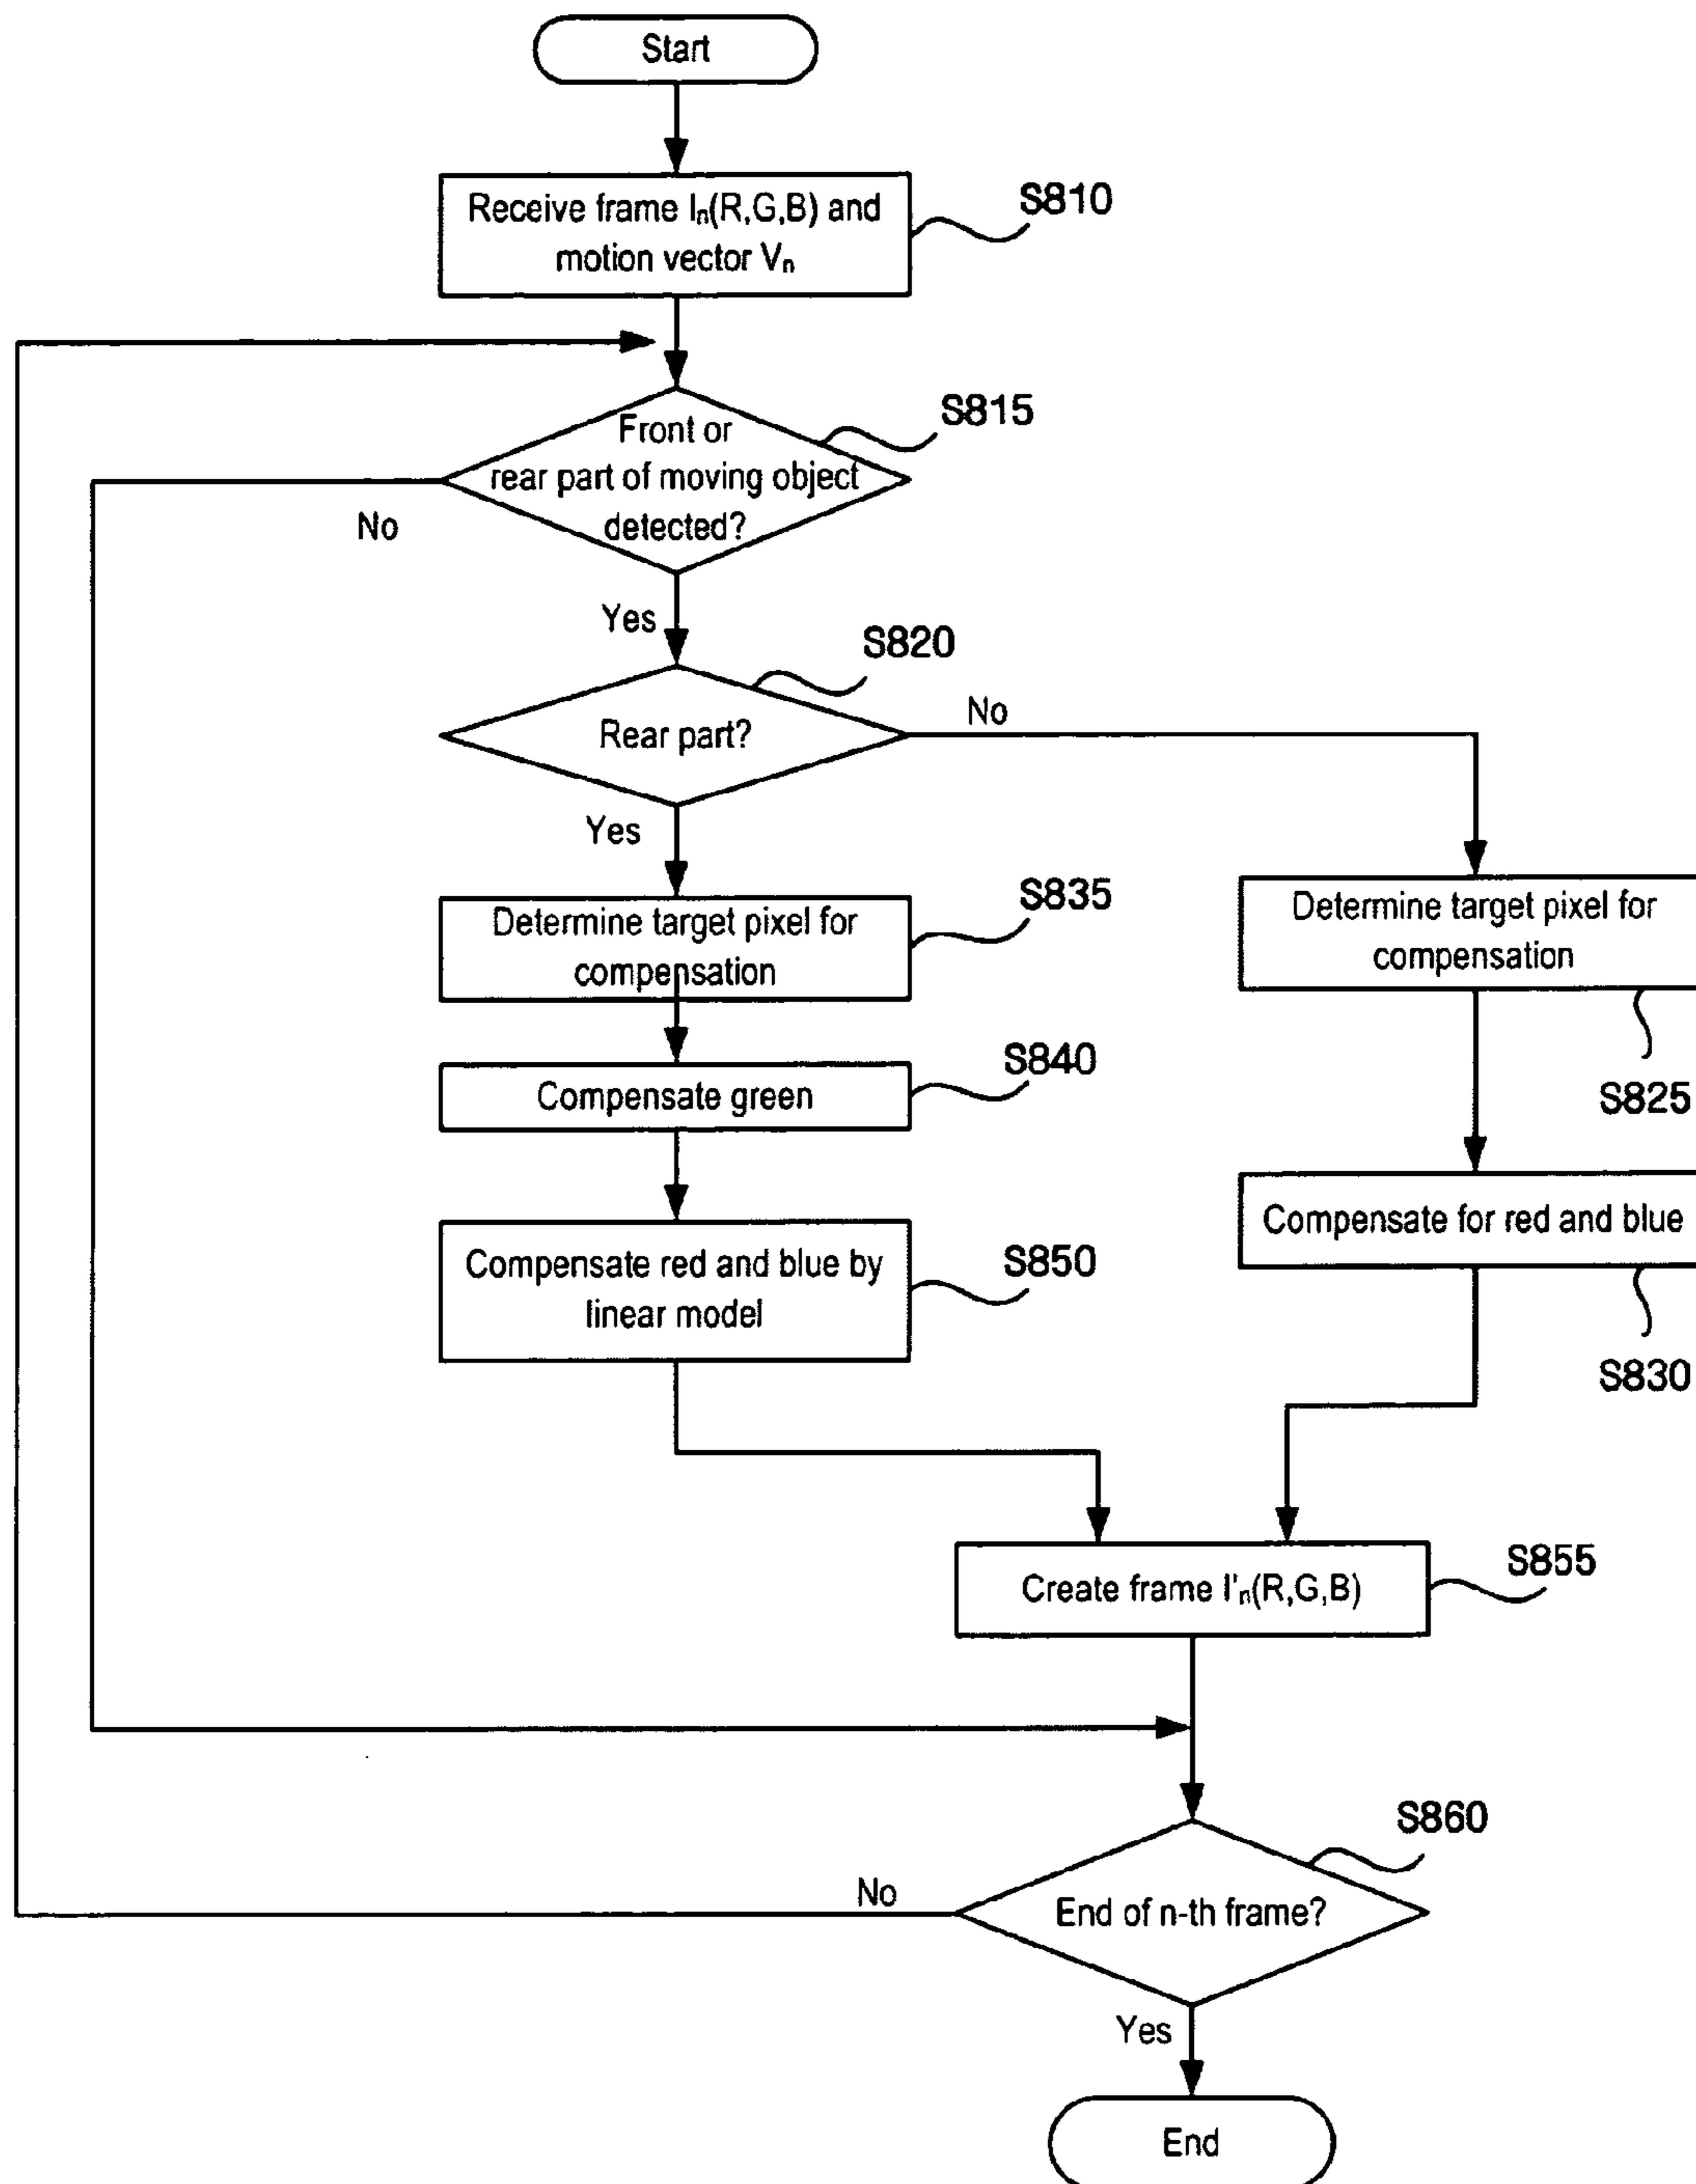 Start
Receive frame Iₙ(R,G,B) and
motion vector Vₙ
S810
Front or
rear part of moving object
detected?
S815
No
Yes
S820
Rear part?
No
Yes
Determine target pixel for
compensation
S835
Determine target pixel for
compensation
S825
Compensate green
S840
Compensate for red and blue
S830
Compensate red and blue by
linear model
S850
Create frame I'ₙ(R,G,B)
S855
S860
End of n-th frame?
No
Yes
End